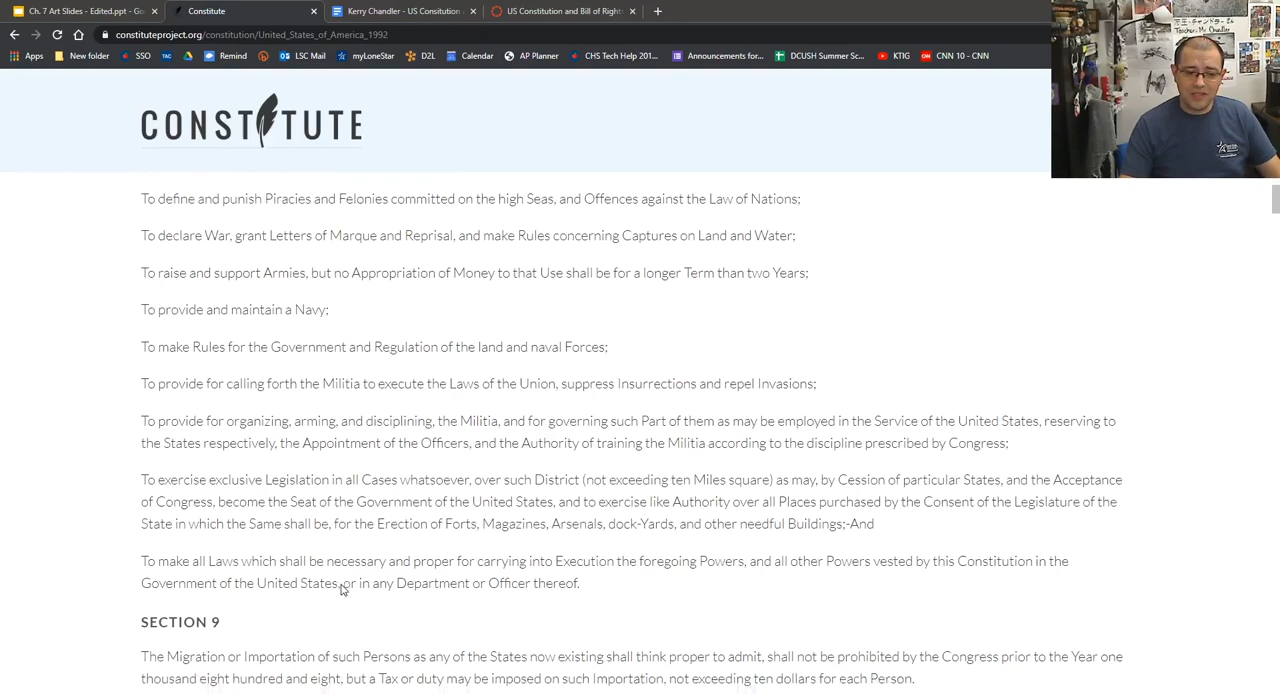 Ch. 7 Art Slides - Edited.ppt - Go
Constitute
Kerry Chandler - US Consitution
US Constitution and Bill of Right
constituteproject.org/constitution/United_States_of_America_1992
Apps New folder SSO TAC Remind LSC Mail myLoneStar D2L Calendar AP Planner CHS Tech Help 201... Announcements for... DCUSH Summer Sc... KTIG CNN 10 - CNN
Teacher: Mr. Chandler
CONSTITUTE
To define and punish Piracies and Felonies committed on the high Seas, and Offences against the Law of Nations;
To declare War, grant Letters of Marque and Reprisal, and make Rules concerning Captures on Land and Water;
To raise and support Armies, but no Appropriation of Money to that Use shall be for a longer Term than two Years;
To provide and maintain a Navy;
To make Rules for the Government and Regulation of the land and naval Forces;
To provide for calling forth the Militia to execute the Laws of the Union, suppress Insurrections and repel Invasions;
To provide for organizing, arming, and disciplining, the Militia, and for governing such Part of them as may be employed in the Service of the United States, reserving to
the States respectively, the Appointment of the Officers, and the Authority of training the Militia according to the discipline prescribed by Congress;
To exercise exclusive Legislation in all Cases whatsoever, over such District (not exceeding ten Miles square) as may, by Cession of particular States, and the Acceptance
of Congress, become the Seat of the Government of the United States, and to exercise like Authority over all Places purchased by the Consent of the Legislature of the
State in which the Same shall be, for the Erection of Forts, Magazines, Arsenals, dock-Yards, and other needful Buildings;-And
To make all Laws which shall be necessary and proper for carrying into Execution the foregoing Powers, and all other Powers vested by this Constitution in the
Government of the United States, or in any Department or Officer thereof.
SECTION 9
The Migration or Importation of such Persons as any of the States now existing shall think proper to admit, shall not be prohibited by the Congress prior to the Year one
thousand eight hundred and eight, but a Tax or duty may be imposed on such Importation, not exceeding ten dollars for each Person.